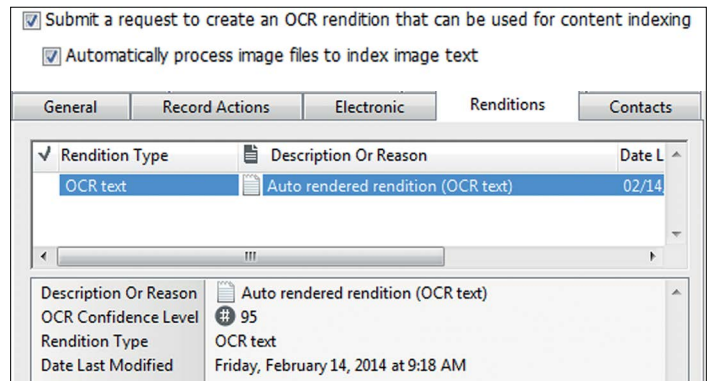 Submit a request to create an OCR rendition that can be used for content indexing
Automatically process image files to index image text
General Record Actions Electronic Renditions Contacts
Rendition Type Description Or Reason Date L
OCR text Auto rendered rendition (OCR text) 02/14
Description Or Reason Auto rendered rendition (OCR text)
OCR Confidence Level # 95
Rendition Type OCR text
Date Last Modified Friday, February 14, 2014 at 9:18 AM